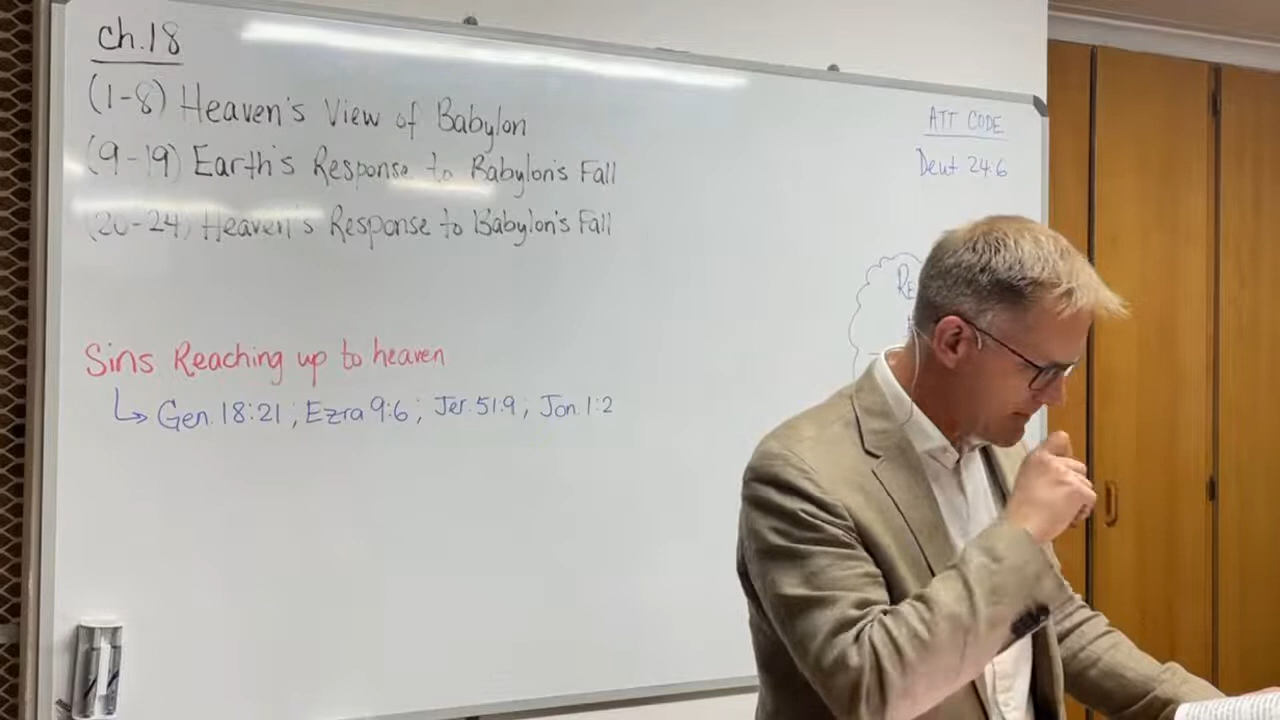 Ch.18
(1-8) Heaven's View of Babylon
(9-19) Earth's Response to Babylon's Fall
(20-24) Heaven's Response to Babylon's Fall
Sins Reaching up to heaven
↳ Gen. 18:21; Ezra 9:6; Jer. 51:9; Jon. 1:2
ATT CODE
Deut 24:6